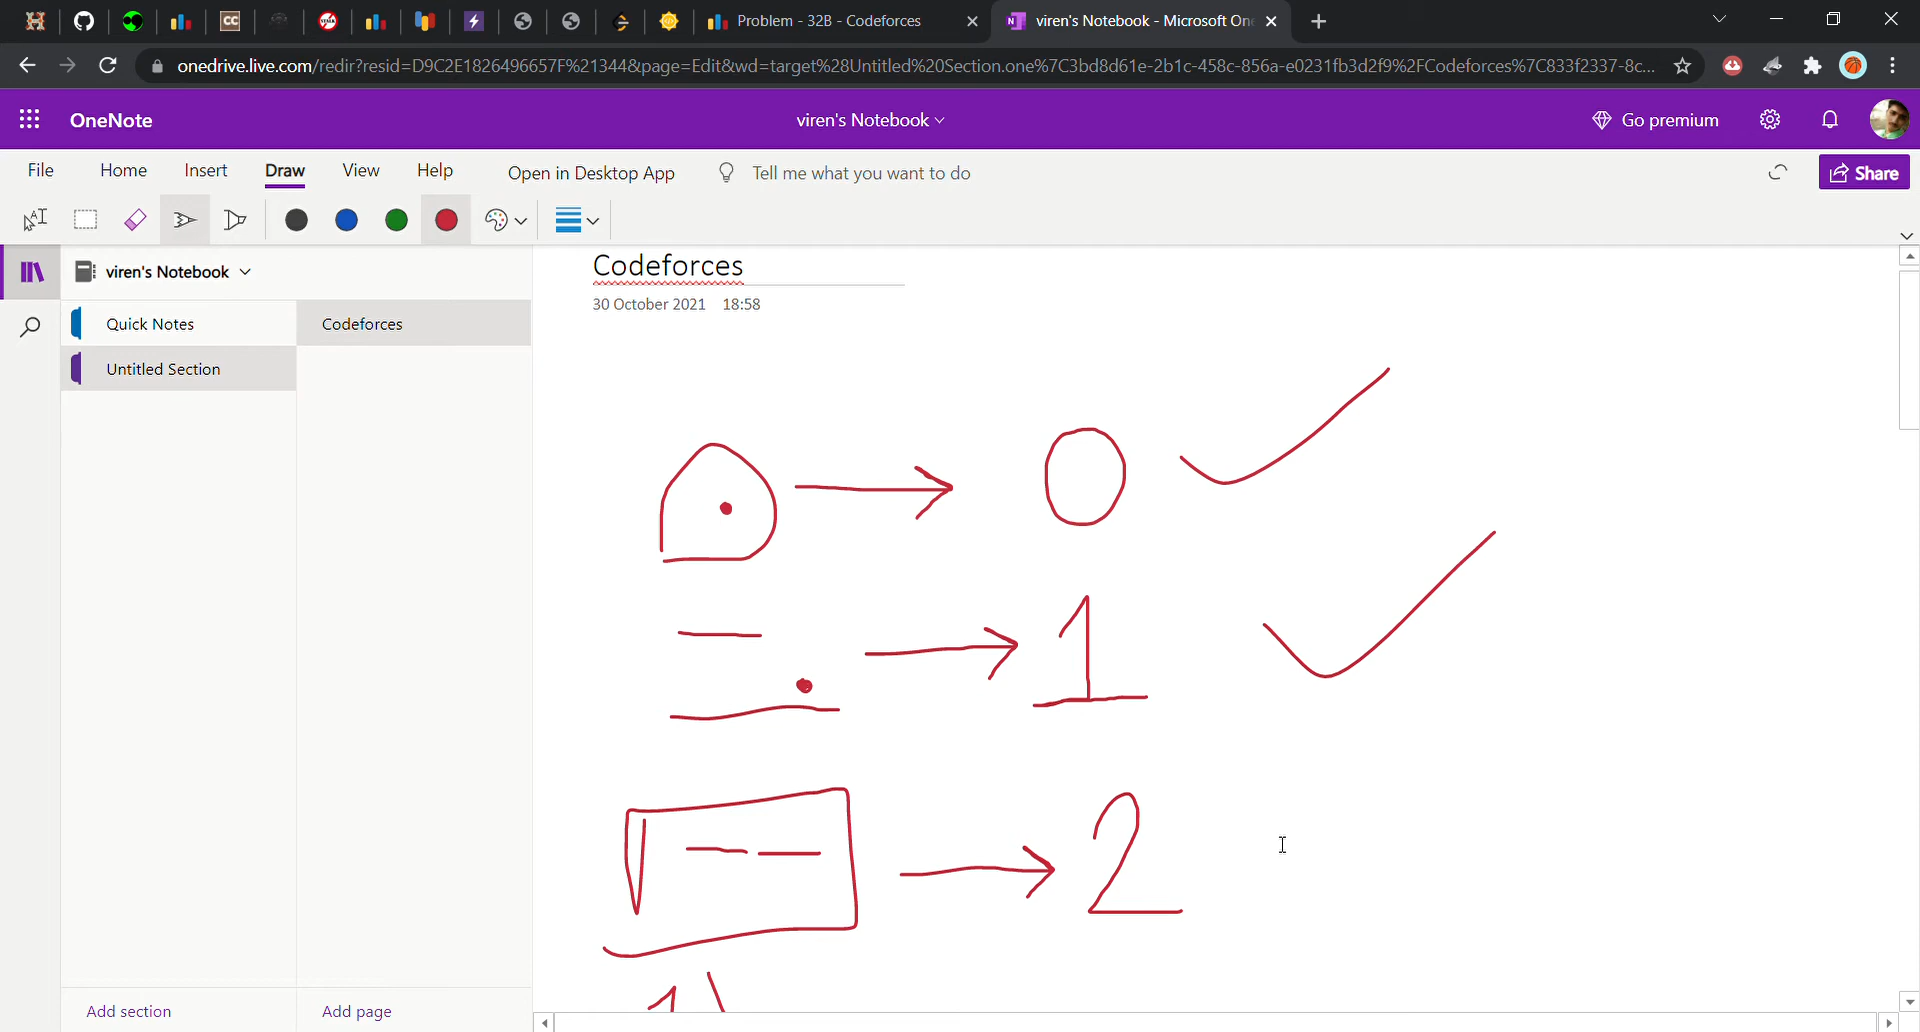 CC
Problem - 32B - Codeforces
viren's Notebook - Microsoft One
onedrive.live.com/redir?resid=D9C2E1826496657F%21344&page=Edit&wd=target%28Untitled%20Section.one%7C3bd8d61e-2b1c-458c-856a-e0231fb3d2f9%2FCodeforces%7C833f2337-8c...
OneNote
viren's Notebook
Go premium
File Home Insert Draw View Help Open in Desktop App Tell me what you want to do
Share
viren's Notebook
Quick Notes
Untitled Section
Codeforces
Codeforces
30 October 2021 18:58
. → 0
— . → 1
— — → 2
Add section
Add page